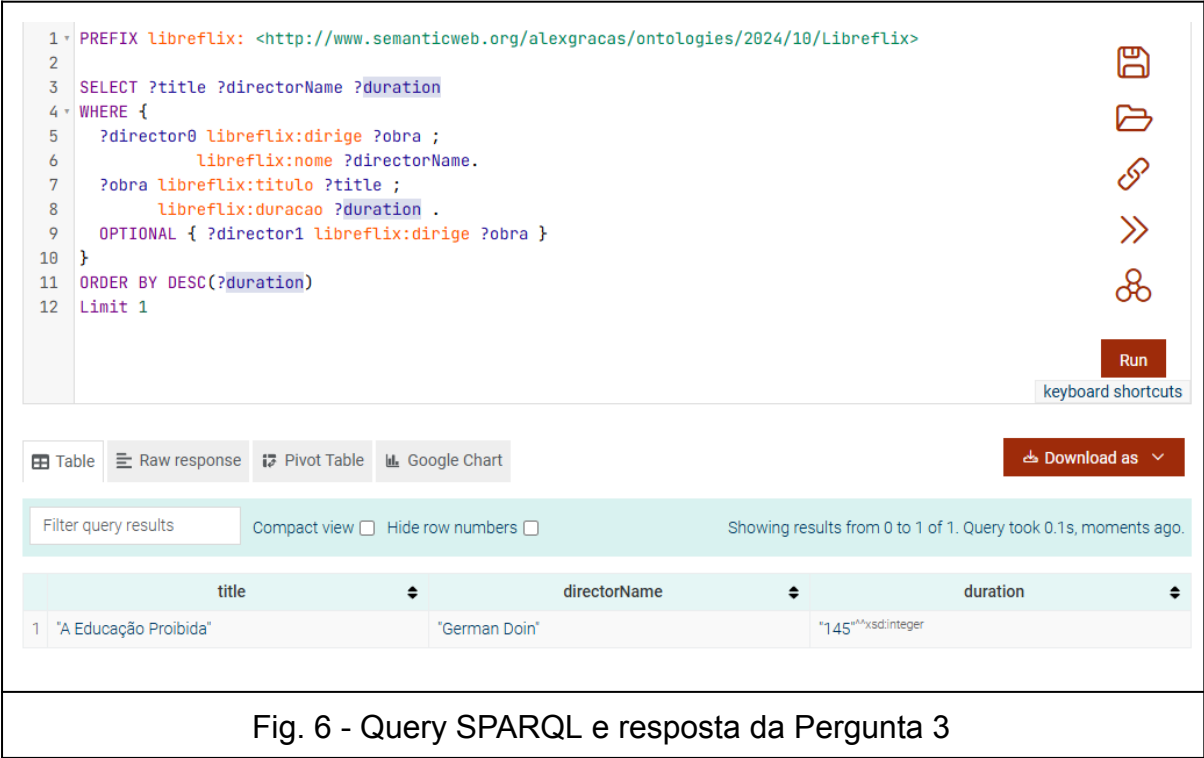 1 PREFIX libreflix: <http://www.semanticweb.org/alexgracas/ontologies/2024/10/Libreflix>
2
3 SELECT ?title ?directorName ?duration
4 WHERE {
5 ?director0 libreflix:dirige ?obra ;
6 libreflix:nome ?directorName.
7 ?obra libreflix:titulo ?title ;
8 libreflix:duracao ?duration .
9 OPTIONAL { ?director1 libreflix:dirige ?obra }
10 }
11 ORDER BY DESC(?duration)
12 Limit 1
Run
keyboard shortcuts
Table Raw response Pivot Table Google Chart Download as
Filter query results Compact view Hide row numbers Showing results from 0 to 1 of 1. Query took 0.1s, moments ago.
title directorName duration
1 "A Educação Proibida" "German Doin" "145"^^xsd:integer
Fig. 6 - Query SPARQL e resposta da Pergunta 3